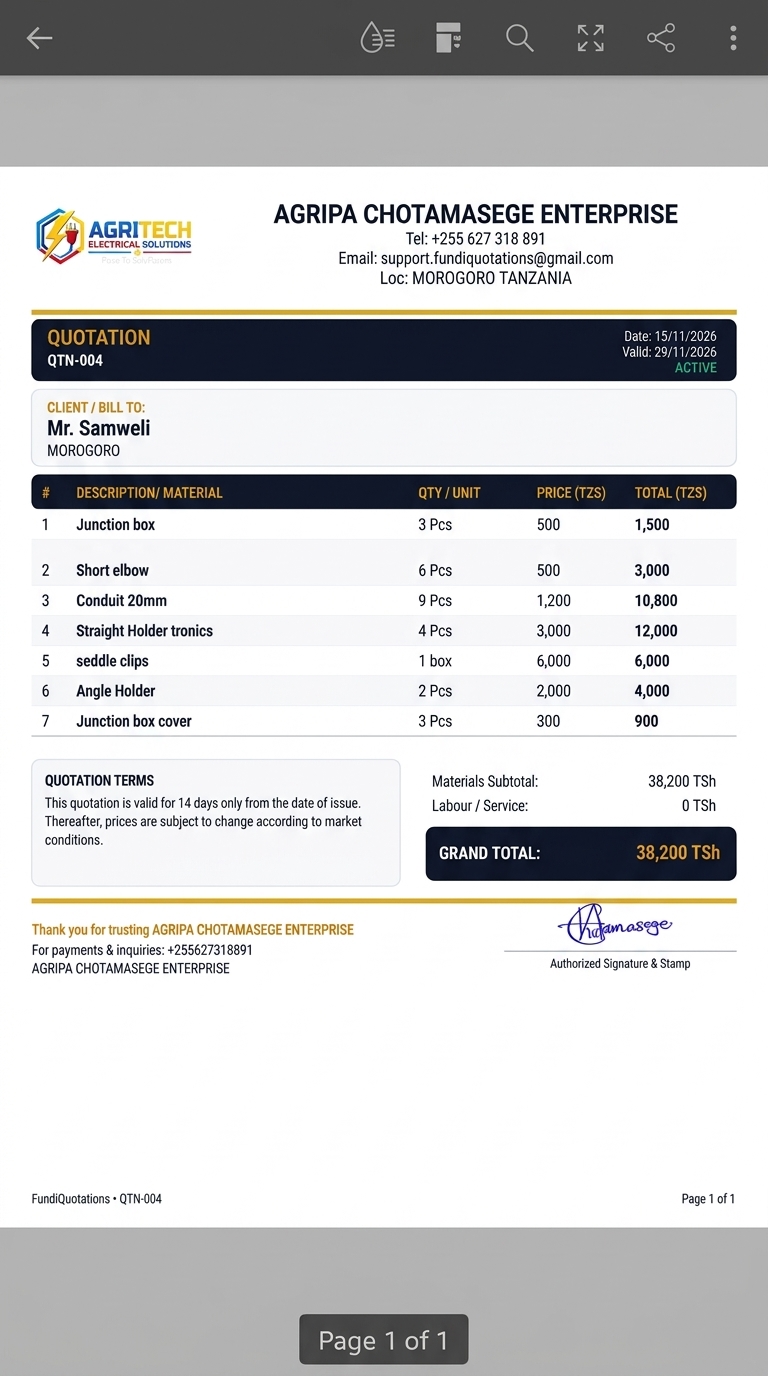 AGRITECH
ELECTRICAL SOLUTIONS
AGRIPA CHOTAMASEGE ENTERPRISE
Tel: +255 627 318 891
Email: support.fundiquotations@gmail.com
Loc: MOROGORO TANZANIA
QUOTATION
QTN-004
Date: 15/11/2026
Valid: 29/11/2026
ACTIVE
CLIENT / BILL TO:
Mr. Samweli
MOROGORO
# DESCRIPTION/ MATERIAL QTY / UNIT PRICE (TZS) TOTAL (TZS)
1 Junction box 3 Pcs 500 1,500
2 Short elbow 6 Pcs 500 3,000
3 Conduit 20mm 9 Pcs 1,200 10,800
4 Straight Holder tronics 4 Pcs 3,000 12,000
5 seddle clips 1 box 6,000 6,000
6 Angle Holder 2 Pcs 2,000 4,000
7 Junction box cover 3 Pcs 300 900
QUOTATION TERMS
This quotation is valid for 14 days only from the date of issue.
Thereafter, prices are subject to change according to market
conditions.
Materials Subtotal: 38,200 TSh
Labour / Service: 0 TSh
GRAND TOTAL: 38,200 TSh
Thank you for trusting AGRIPA CHOTAMASEGE ENTERPRISE
For payments & inquiries: +255627318891
AGRIPA CHOTAMASEGE ENTERPRISE
Chotamasege
Authorized Signature & Stamp
FundiQuotations • QTN-004
Page 1 of 1
Page 1 of 1